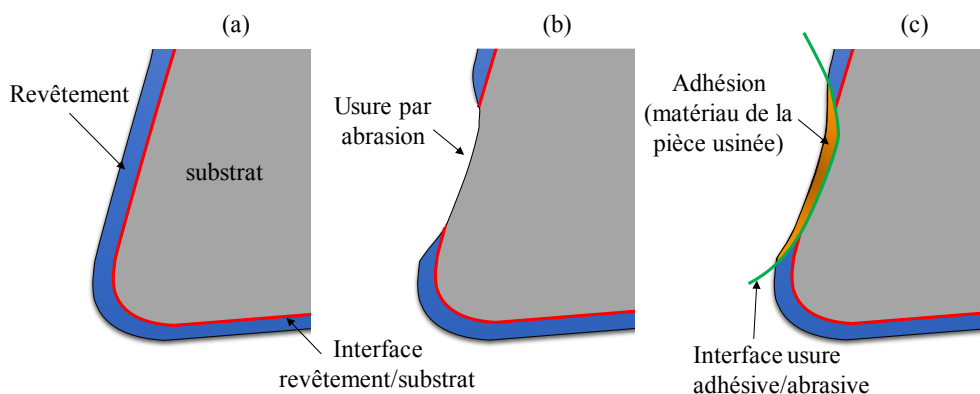 (a)
Revêtement
substrat
Interface
revêtement/substrat
(b)
Usure par
abrasion
(c)
Adhésion
(matériau de la
pièce usinée)
Interface usure
adhésive/abrasive